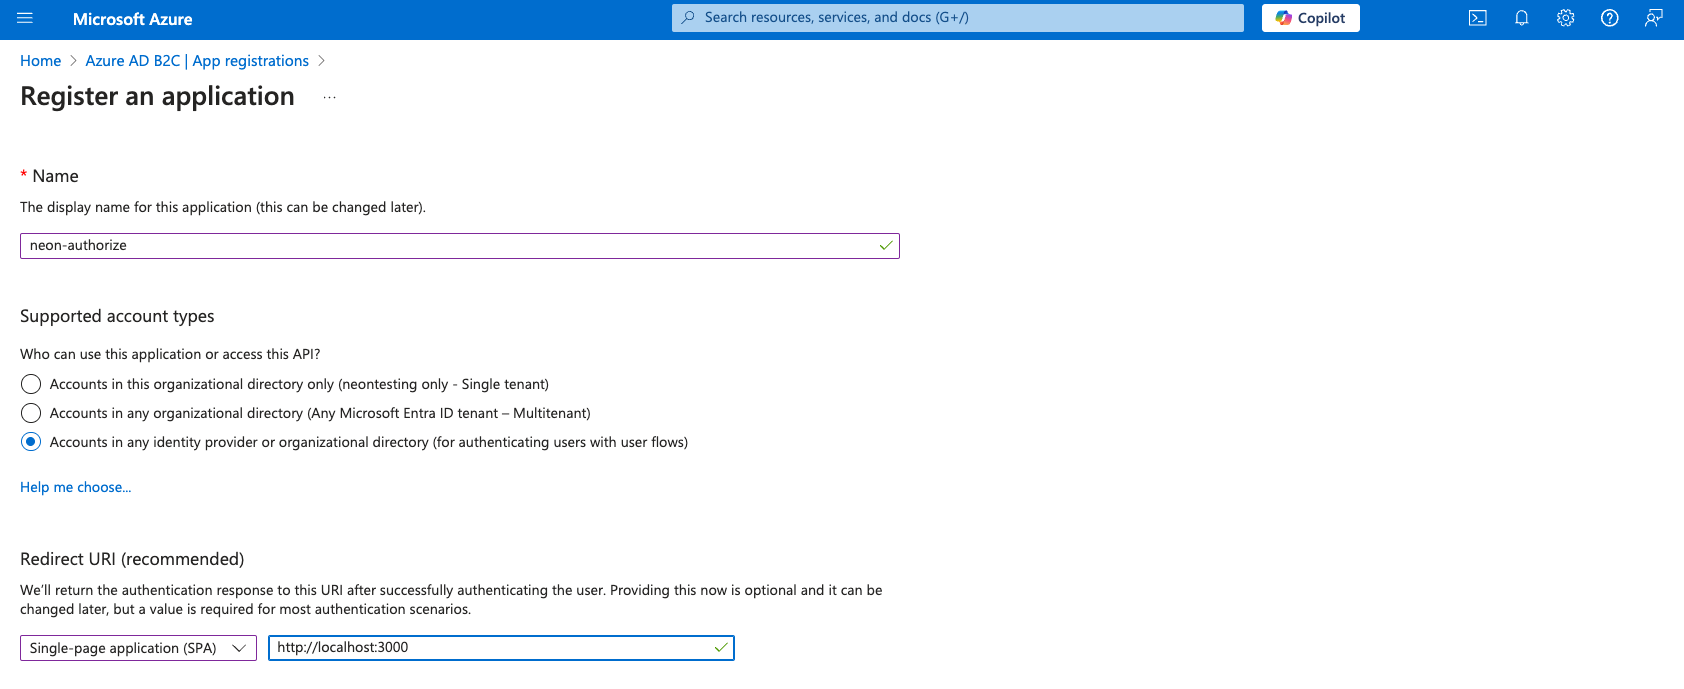 Microsoft Azure
Search resources, services, and docs (G+/)
Copilot
Home > Azure AD B2C | App registrations >
Register an application ...
* Name
The display name for this application (this can be changed later).
neon-authorize
Supported account types
Who can use this application or access this API?
Accounts in this organizational directory only (neontesting only - Single tenant)
Accounts in any organizational directory (Any Microsoft Entra ID tenant – Multitenant)
Accounts in any identity provider or organizational directory (for authenticating users with user flows)
Help me choose...
Redirect URI (recommended)
We'll return the authentication response to this URI after successfully authenticating the user. Providing this now is optional and it can be
changed later, but a value is required for most authentication scenarios.
Single-page application (SPA)
http://localhost:3000